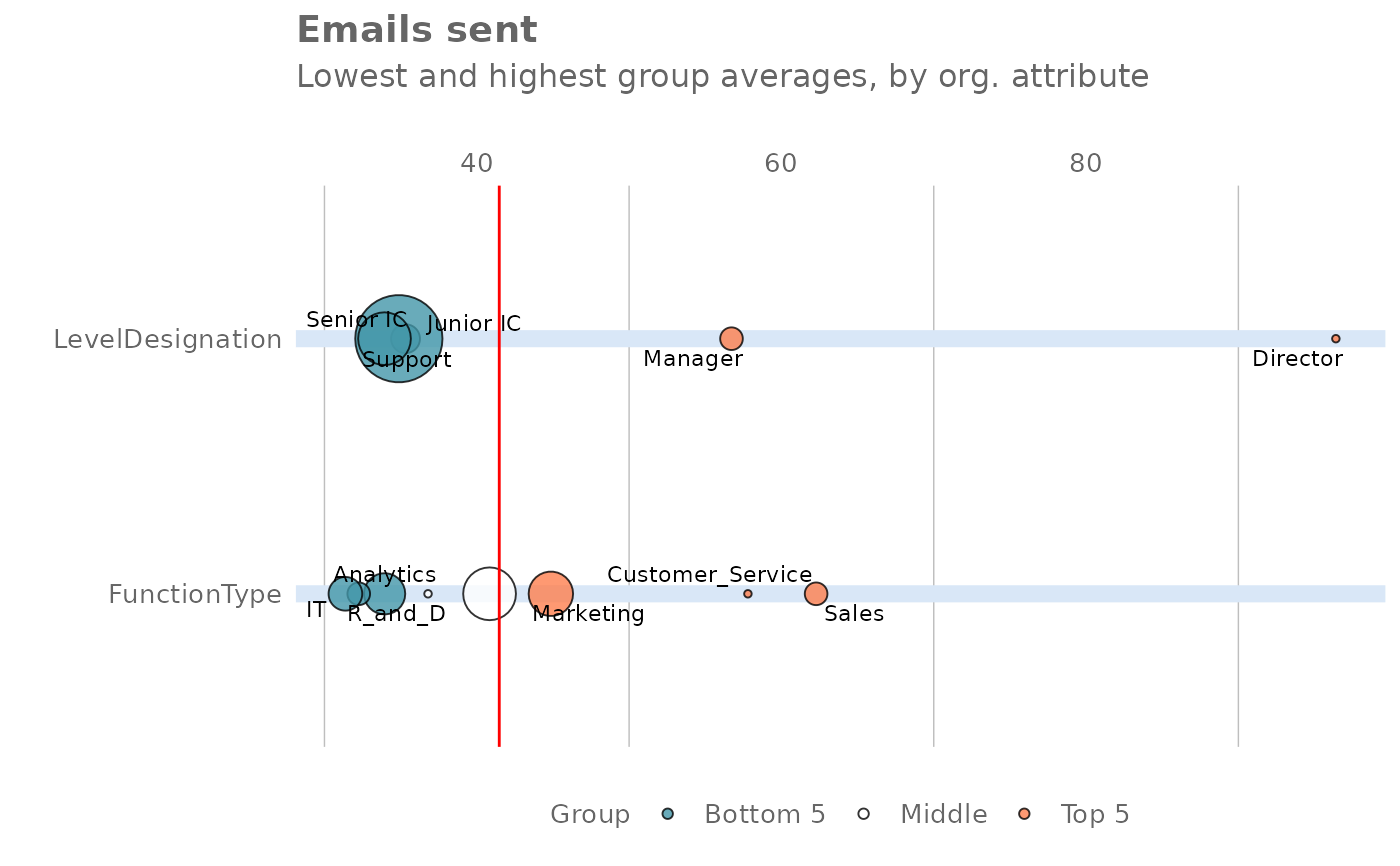 Emails sent
Lowest and highest group averages, by org. attribute
40 60 80
Senior IC Junior IC
LevelDesignation
Support Manager Director
Analytics Customer_Service
FunctionType
IT R_and_D Marketing Sales
Group Bottom 5 Middle Top 5